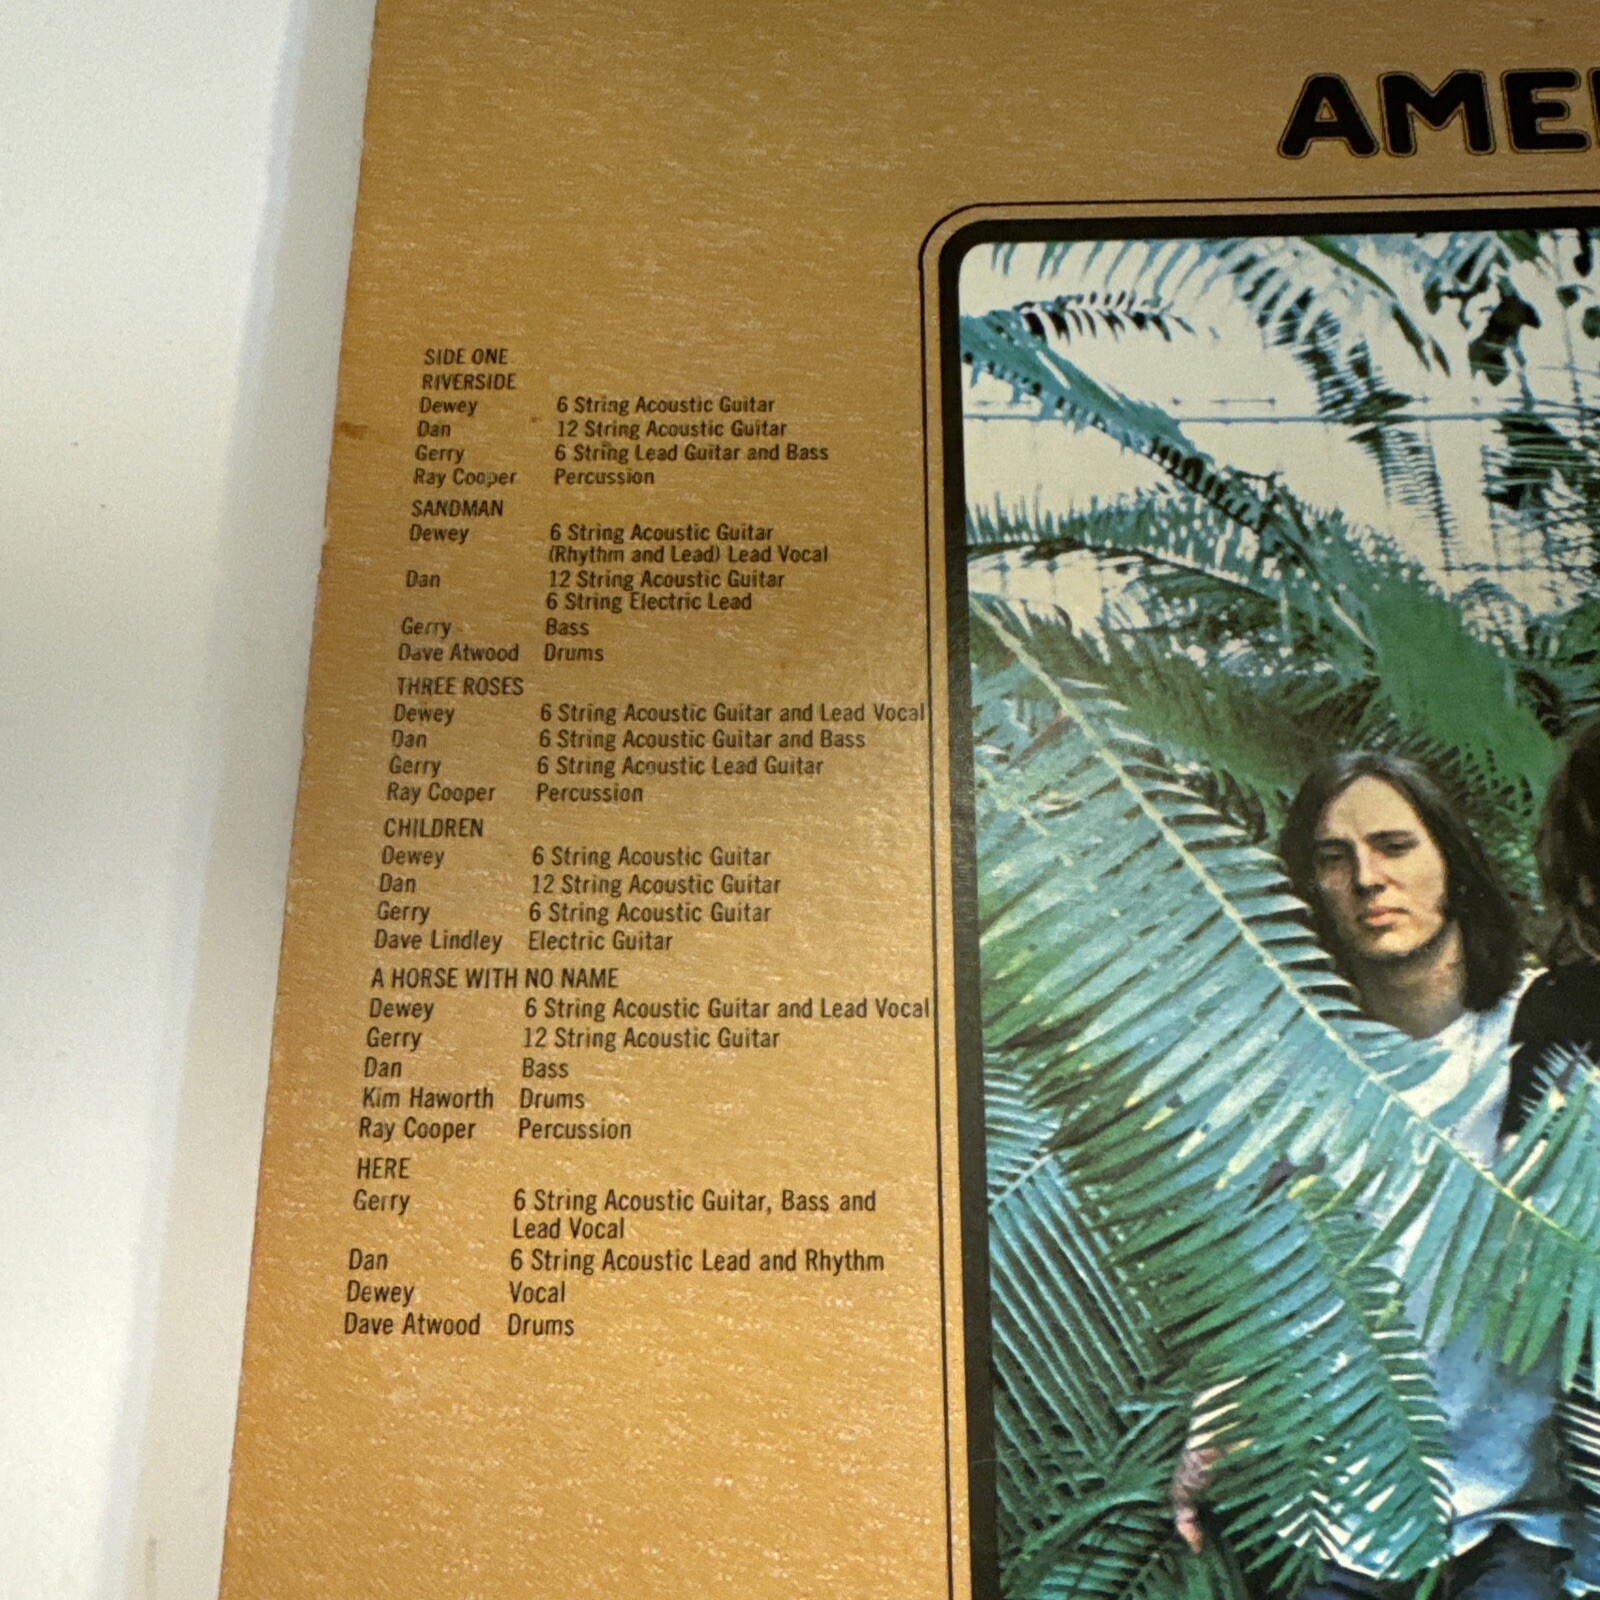 AME
SIDE ONE
RIVERSIDE
Dewey 6 String Acoustic Guitar
Dan 12 String Acoustic Guitar
Gerry 6 String Lead Guitar and Bass
Ray Cooper Percussion
SANDMAN
Dewey 6 String Acoustic Guitar
(Rhythm and Lead) Lead Vocal
Dan 12 String Acoustic Guitar
6 String Electric Lead
Gerry Bass
Dave Atwood Drums
THREE ROSES
Dewey 6 String Acoustic Guitar and Lead Vocal
Dan 6 String Acoustic Guitar and Bass
Gerry 6 String Acoustic Lead Guitar
Ray Cooper Percussion
CHILDREN
Dewey 6 String Acoustic Guitar
Dan 12 String Acoustic Guitar
Gerry 6 String Acoustic Guitar
Dave Lindley Electric Guitar
A HORSE WITH NO NAME
Dewey 6 String Acoustic Guitar and Lead Vocal
Gerry 12 String Acoustic Guitar
Dan Bass
Kim Haworth Drums
Ray Cooper Percussion
HERE
Gerry 6 String Acoustic Guitar, Bass and
Lead Vocal
Dan 6 String Acoustic Lead and Rhythm
Dewey Vocal
Dave Atwood Drums